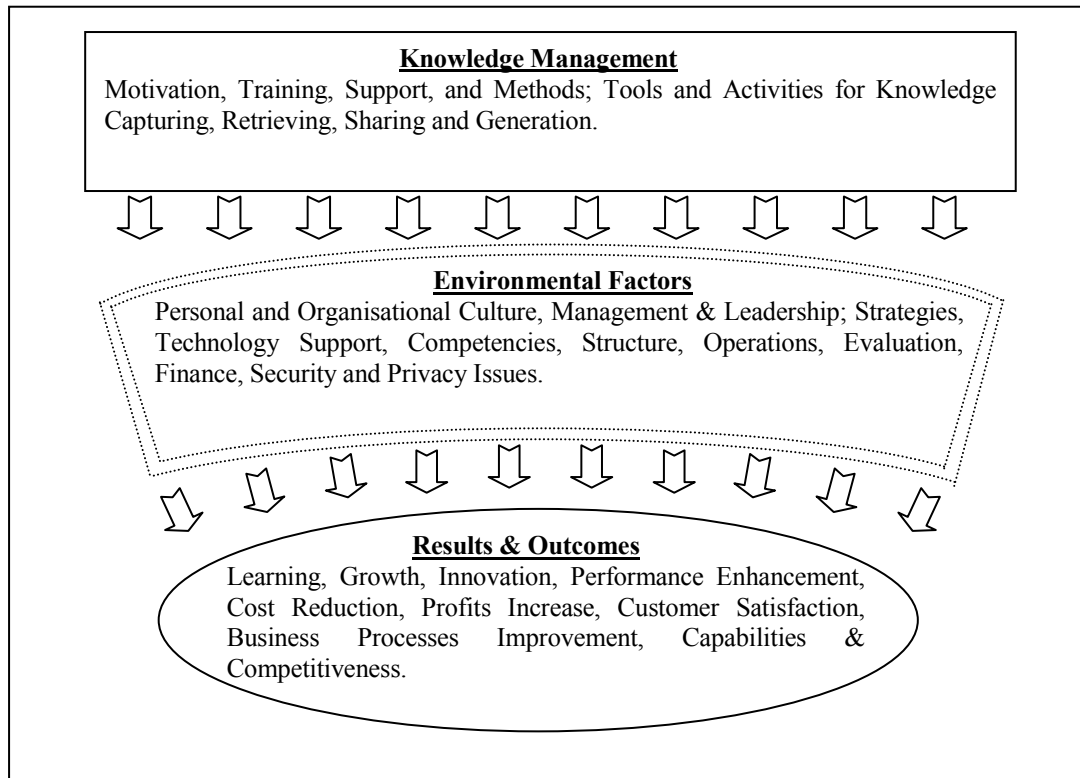 Knowledge Management
Motivation, Training, Support, and Methods; Tools and Activities for Knowledge
Capturing, Retrieving, Sharing and Generation.
Environmental Factors
Personal and Organisational Culture, Management & Leadership; Strategies,
Technology Support, Competencies, Structure, Operations, Evaluation,
Finance, Security and Privacy Issues.
Results & Outcomes
Learning, Growth, Innovation, Performance Enhancement,
Cost Reduction, Profits Increase, Customer Satisfaction,
Business Processes Improvement, Capabilities &
Competitiveness.